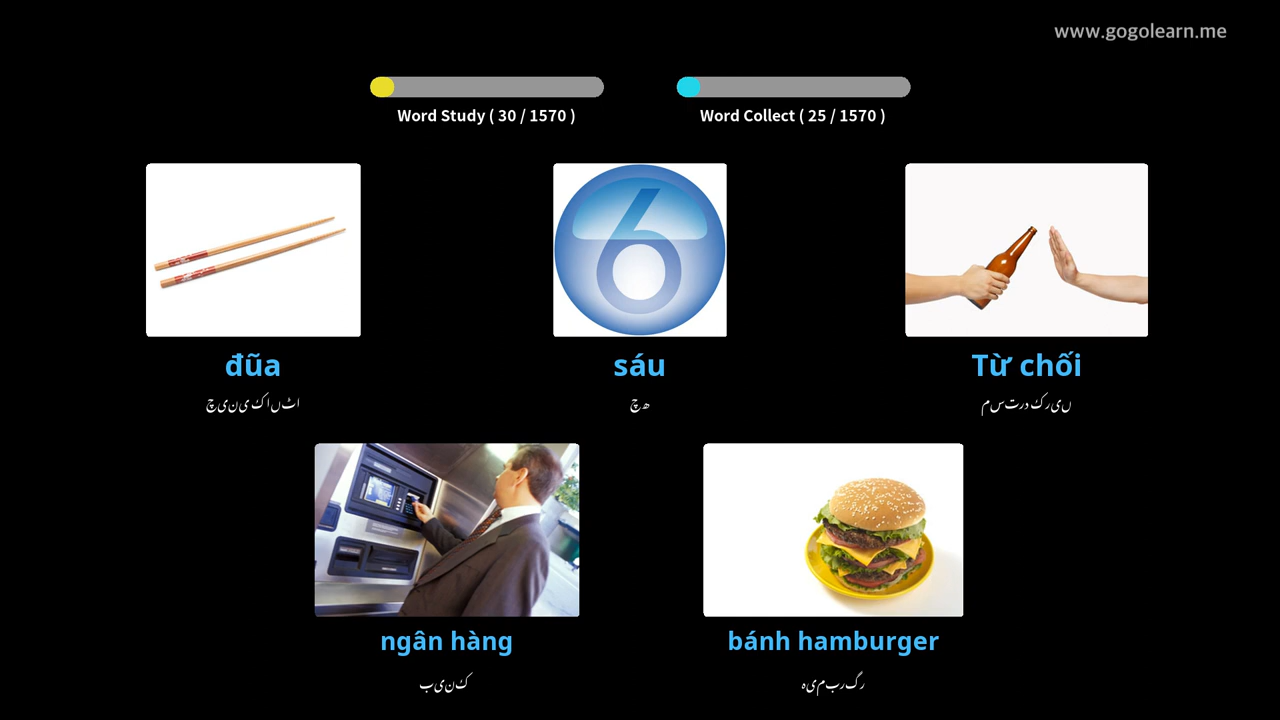 www.gogolearn.me
Word Study ( 30 / 1570 )
Word Collect ( 25 / 1570 )
đũa
sáu
Từ chối
چینی کاںٹا
چھ
مسترد کریں
ngân hàng
bánh hamburger
بینک
ہیمبرگر
6